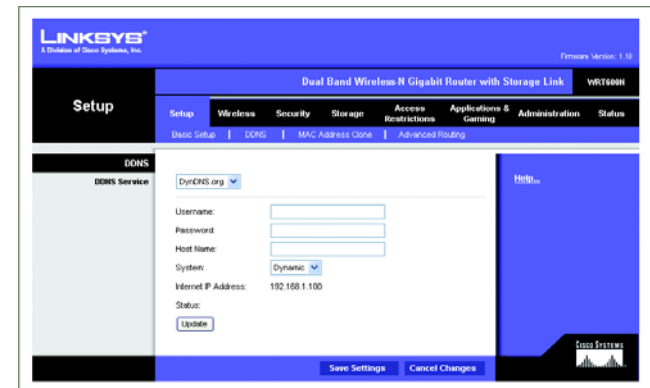 LINKSYS®
A Division of Cisco Systems, Inc.
Firmware Version: 1.10
Dual Band Wireless-N Gigabit Router with Storage Link WRT600N
Setup
Setup Wireless Security Storage Access Restrictions Applications & Gaming Administration Status
Basic Setup | DDNS | MAC Address Clone | Advanced Routing
DDNS
DDNS Service
DynDNS.org
Help...
Username:
Password:
Host Name:
System: Dynamic
Internet IP Address: 192.168.1.100
Status:
Update
CISCO SYSTEMS
Save Settings Cancel Changes